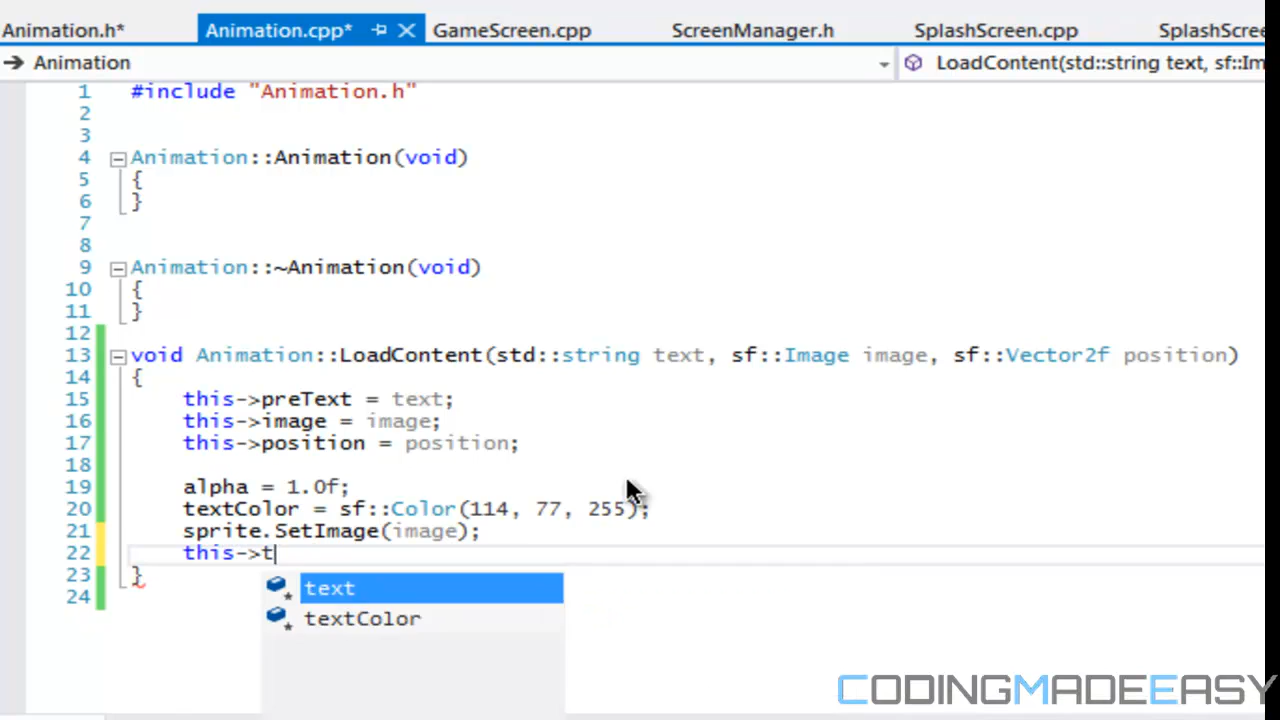 Animation.h* Animation.cpp* GameScreen.cpp ScreenManager.h SplashScreen.cpp SplashScree
Animation LoadContent(std::string text, sf::Im
1 #include "Animation.h"
2
3
4 Animation::Animation(void)
5 {
6 }
7
8
9 Animation::~Animation(void)
10 {
11 }
12
13 void Animation::LoadContent(std::string text, sf::Image image, sf::Vector2f position)
14 {
15 this->preText = text;
16 this->image = image;
17 this->position = position;
18
19 alpha = 1.0f;
20 textColor = sf::Color(114, 77, 255);
21 sprite.SetImage(image);
22 this->t
23 }
text
24
textColor
CODINGMADEEASY